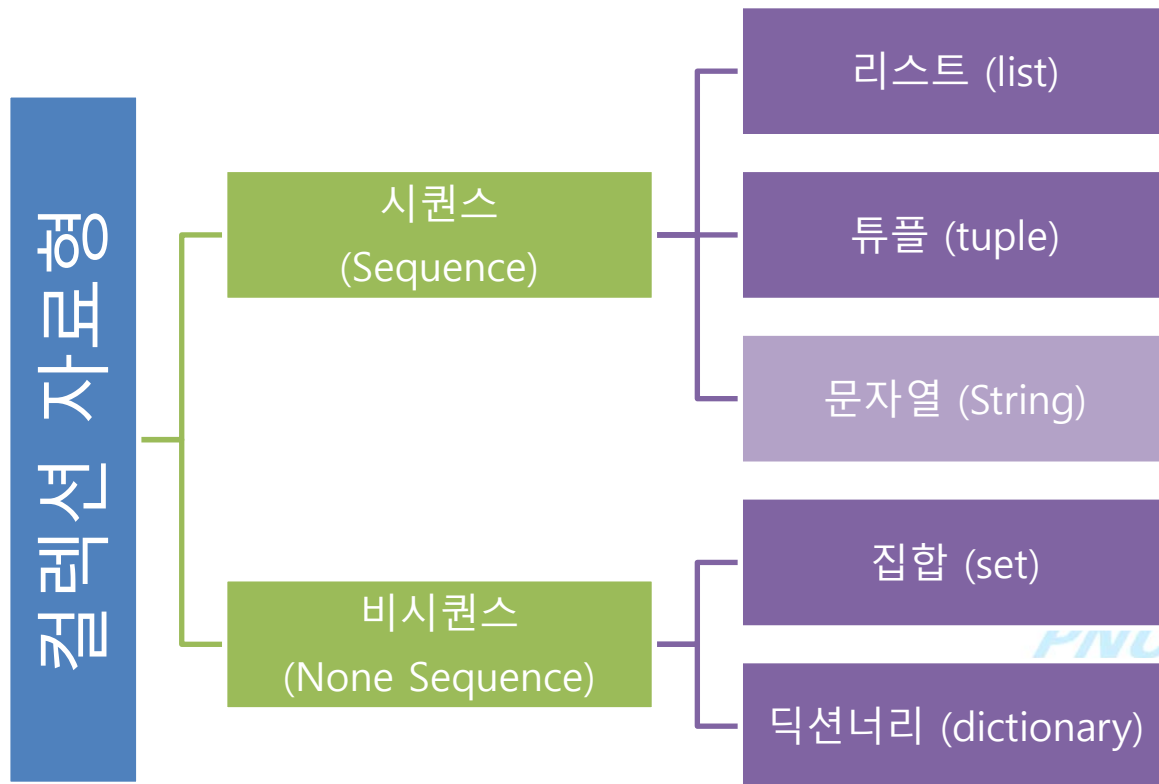 컬렉션 자료형
시퀀스
(Sequence)
리스트 (list)
튜플 (tuple)
문자열 (String)
비시퀀스
(None Sequence)
집합 (set)
딕션너리 (dictionary)